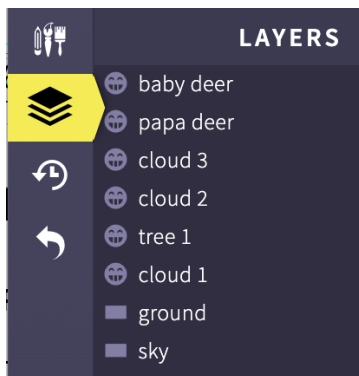 LAYERS
baby deer
papa deer
cloud 3
cloud 2
tree 1
cloud 1
ground
sky